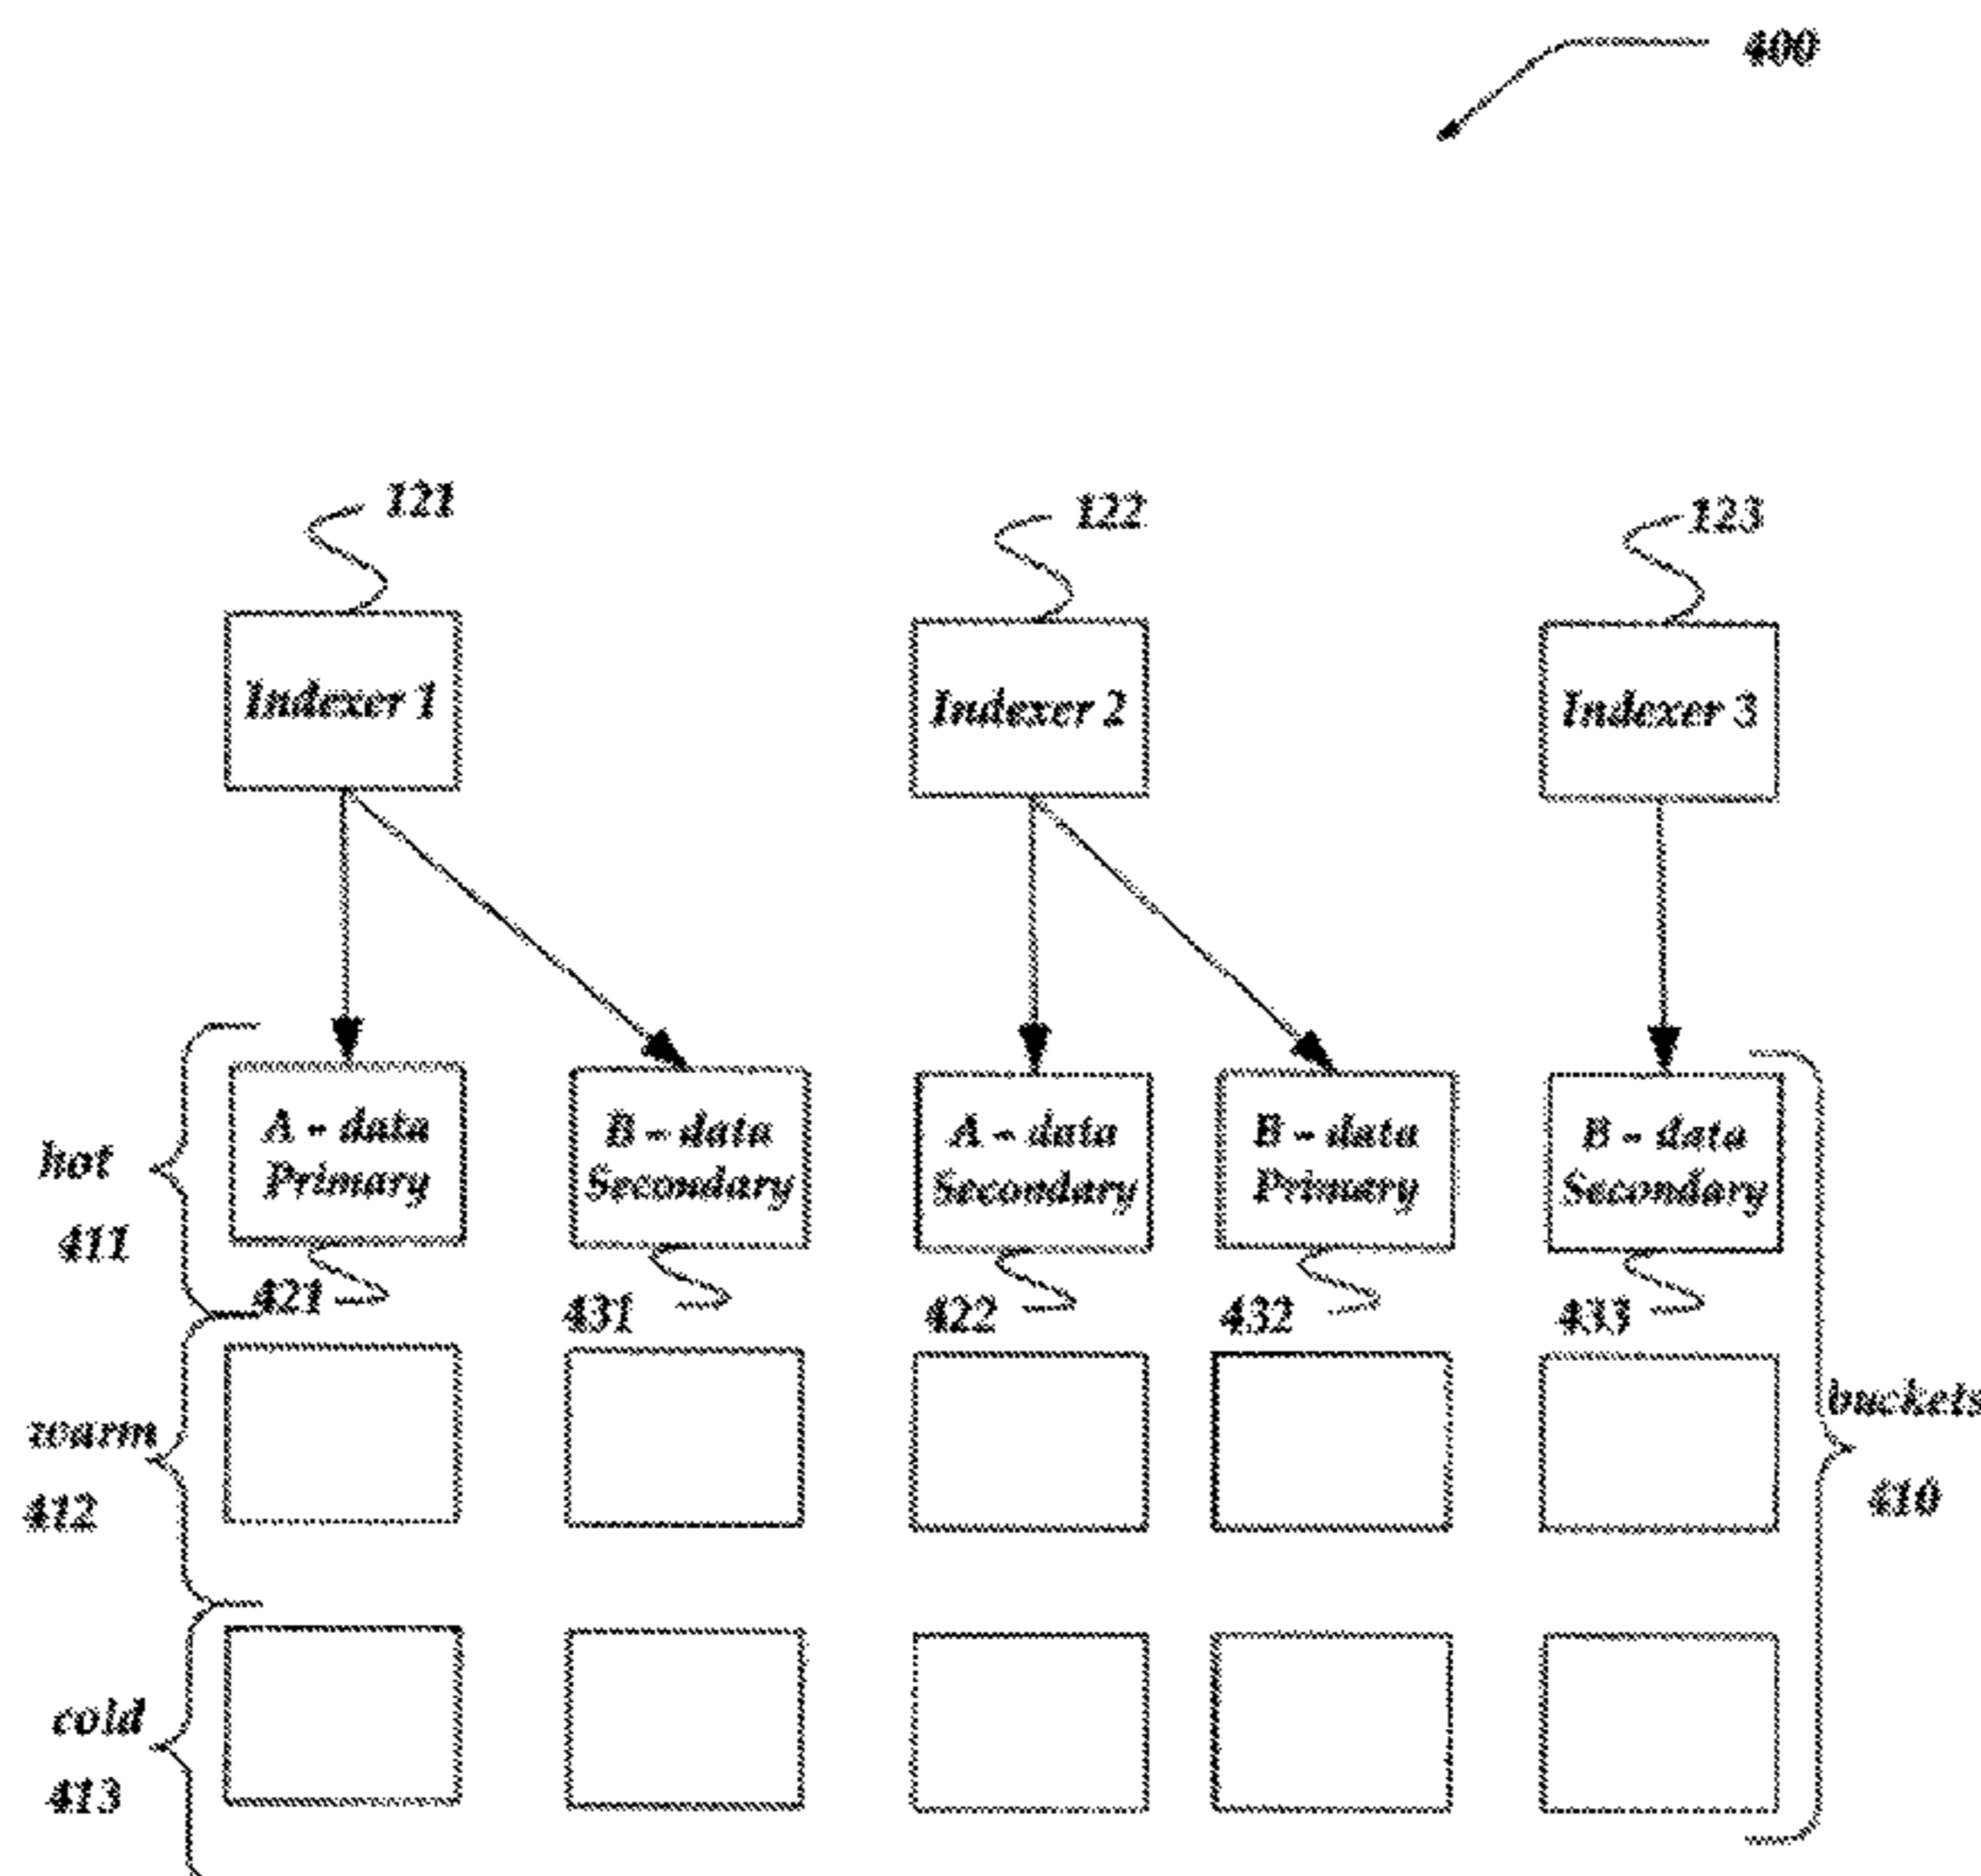 400
121
122
123
Indexer 1
Indexer 2
Indexer 3
A - data
Primary
B - data
Secondary
A - data
Secondary
B - data
Primary
B - data
Secondary
hot
411
421
431
422
432
433
warm
412
buckets
410
cold
413